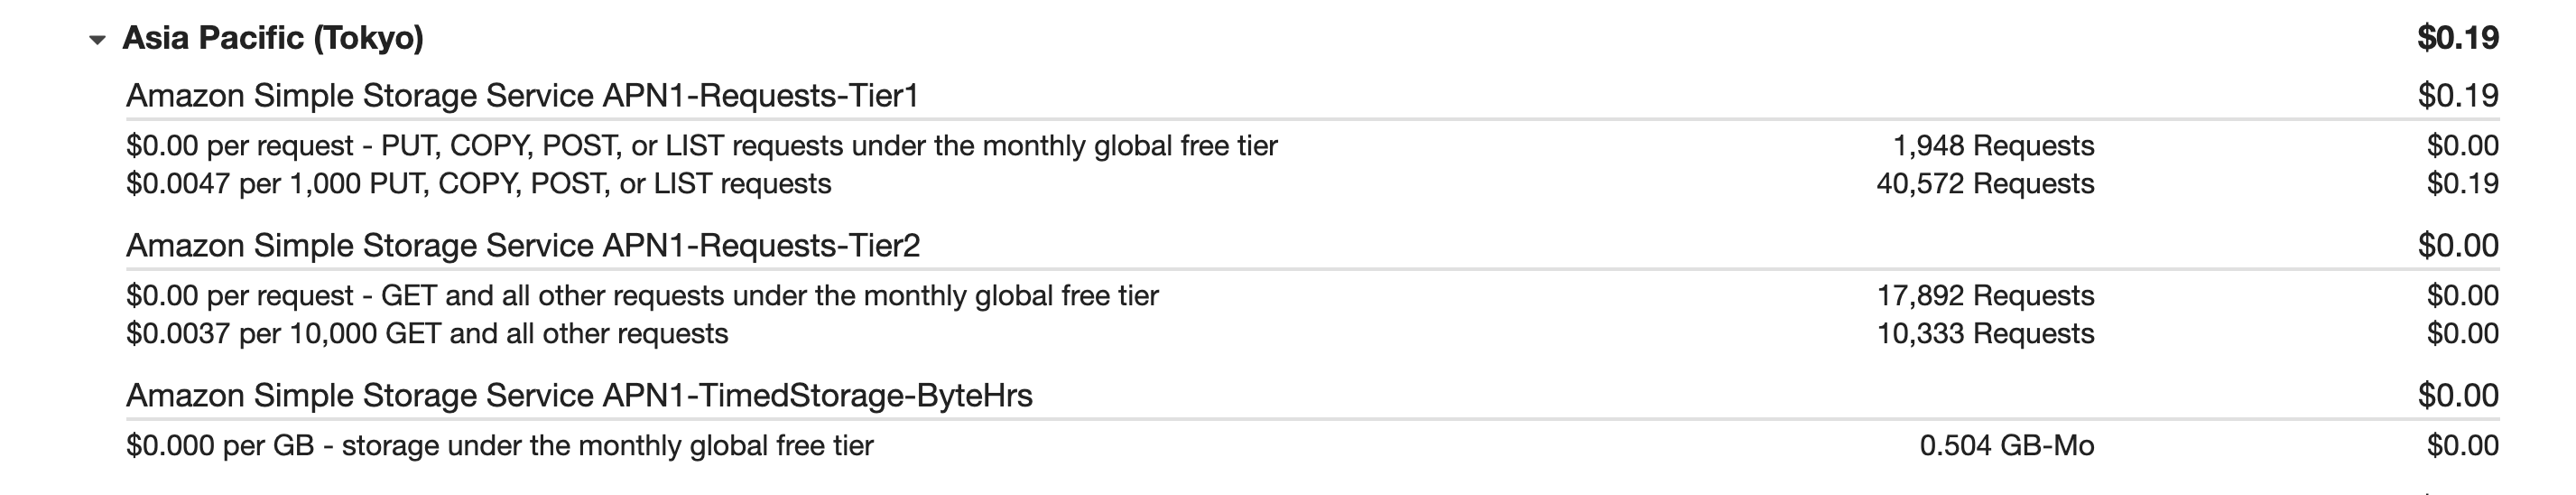 Asia Pacific (Tokyo) $0.19
Amazon Simple Storage Service APN1-Requests-Tier1 $0.19
$0.00 per request - PUT, COPY, POST, or LIST requests under the monthly global free tier 1,948 Requests $0.00
$0.0047 per 1,000 PUT, COPY, POST, or LIST requests 40,572 Requests $0.19
Amazon Simple Storage Service APN1-Requests-Tier2 $0.00
$0.00 per request - GET and all other requests under the monthly global free tier 17,892 Requests $0.00
$0.0037 per 10,000 GET and all other requests 10,333 Requests $0.00
Amazon Simple Storage Service APN1-TimedStorage-ByteHrs $0.00
$0.000 per GB - storage under the monthly global free tier 0.504 GB-Mo $0.00